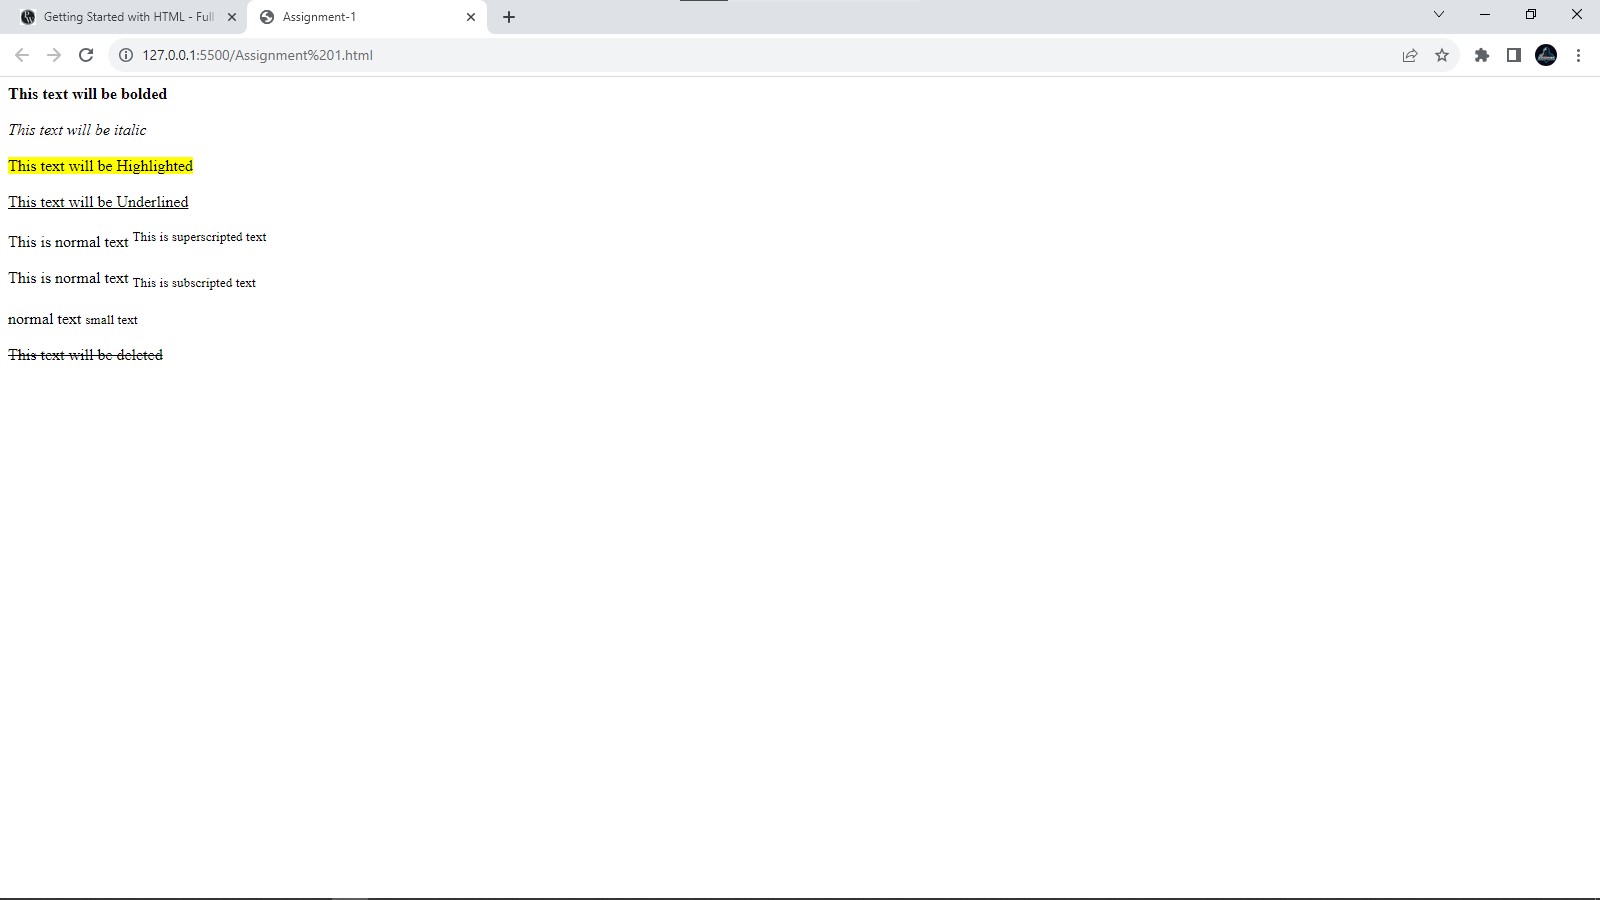 Getting Started with HTML - Full
Assignment-1
127.0.0.1:5500/Assignment%201.html
This text will be bolded
This text will be italic
This text will be Highlighted
This text will be Underlined
This is normal text This is superscripted text
This is normal text This is subscripted text
normal text small text
This text will be deleted